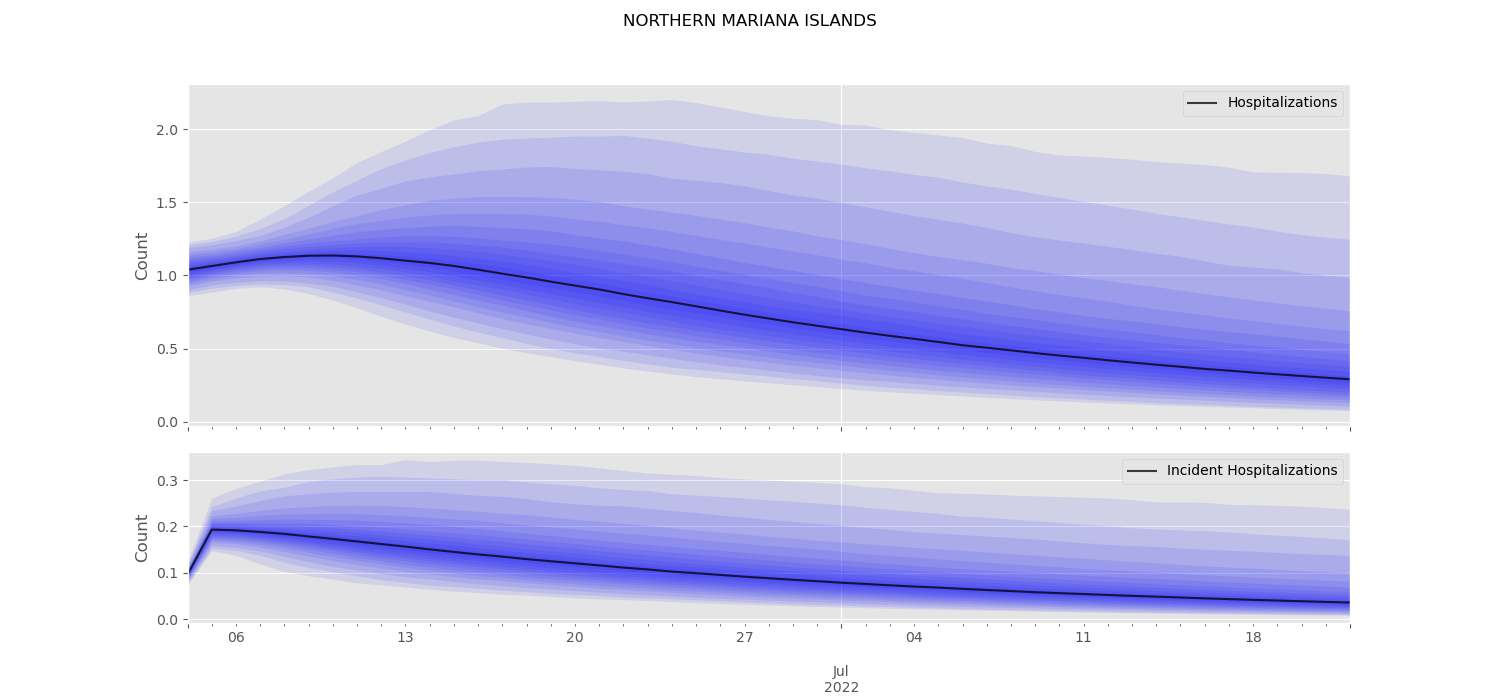 NORTHERN MARIANA ISLANDS
Hospitalizations
2.0
1.5
1.0
0.5
0.0
Count
Incident Hospitalizations
0.3
0.2
0.1
0.0
Count
06 13 20 27 04 11 18
Jul
2022